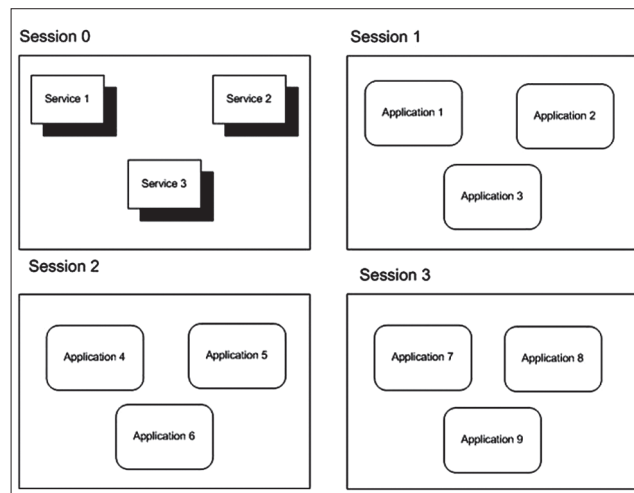 Session 0
Service 1
Service 2
Service 3
Session 1
Application 1
Application 2
Application 3
Session 2
Application 4
Application 5
Application 6
Session 3
Application 7
Application 8
Application 9